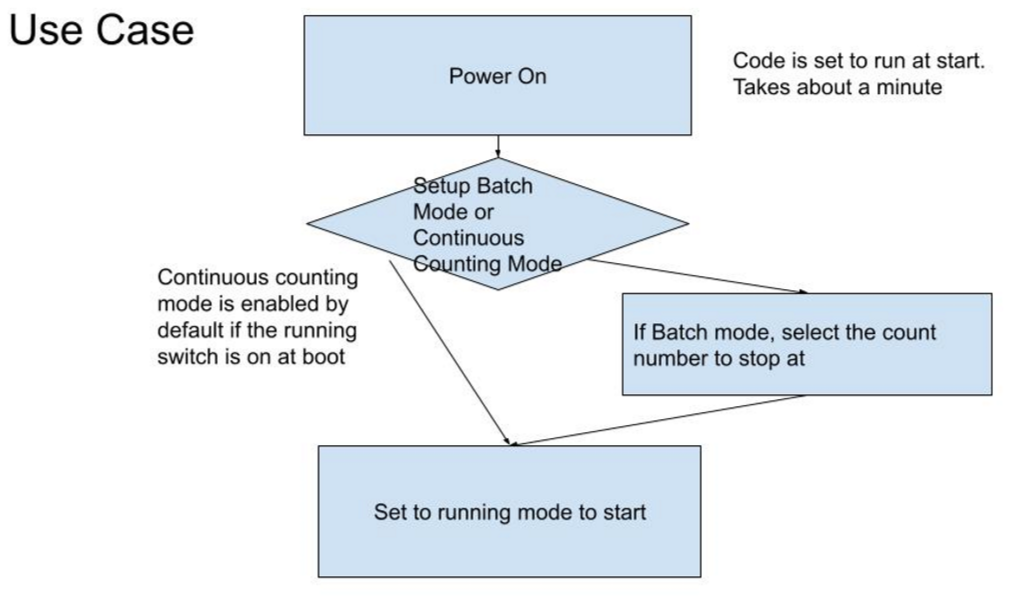 Use Case
Power On
Code is set to run at start.
Takes about a minute
Setup Batch
Mode or
Continuous
Counting Mode
Continuous counting
mode is enabled by
default if the running
switch is on at boot
If Batch mode, select the count
number to stop at
Set to running mode to start